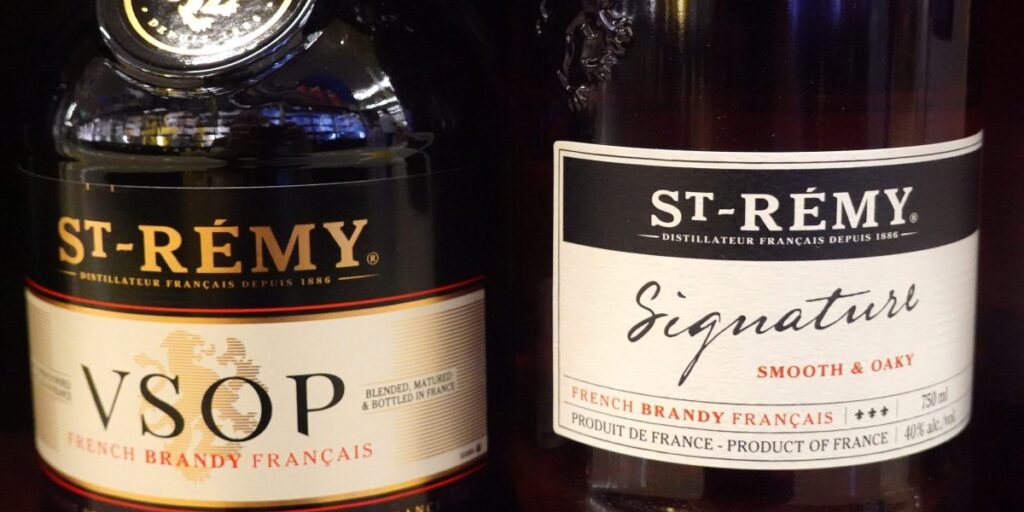 DEPUIS
ST-RÉMY®
DISTILLATEUR FRANÇAIS DEPUIS 1886
VSOP
BLENDED, MATURED
& BOTTLED IN FRANCE
FRENCH BRANDY FRANÇAIS
ST-RÉMY®
DISTILLATEUR FRANÇAIS DEPUIS 1886
Signature
SMOOTH & OAKY
FRENCH BRANDY FRANÇAIS 750 ml
PRODUIT DE FRANCE - PRODUCT OF FRANCE 40% alc./vol.